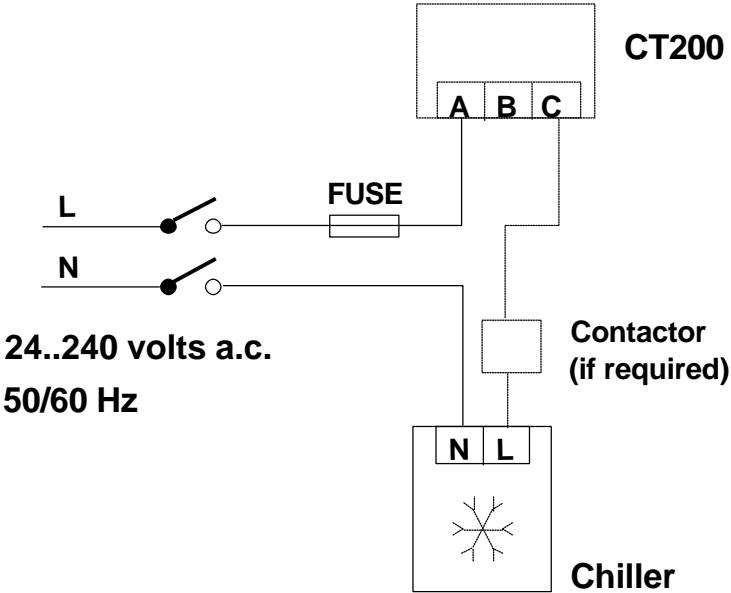 CT200
A B C
L
FUSE
N
24..240 volts a.c.
50/60 Hz
Contactor
(if required)
N L
Chiller